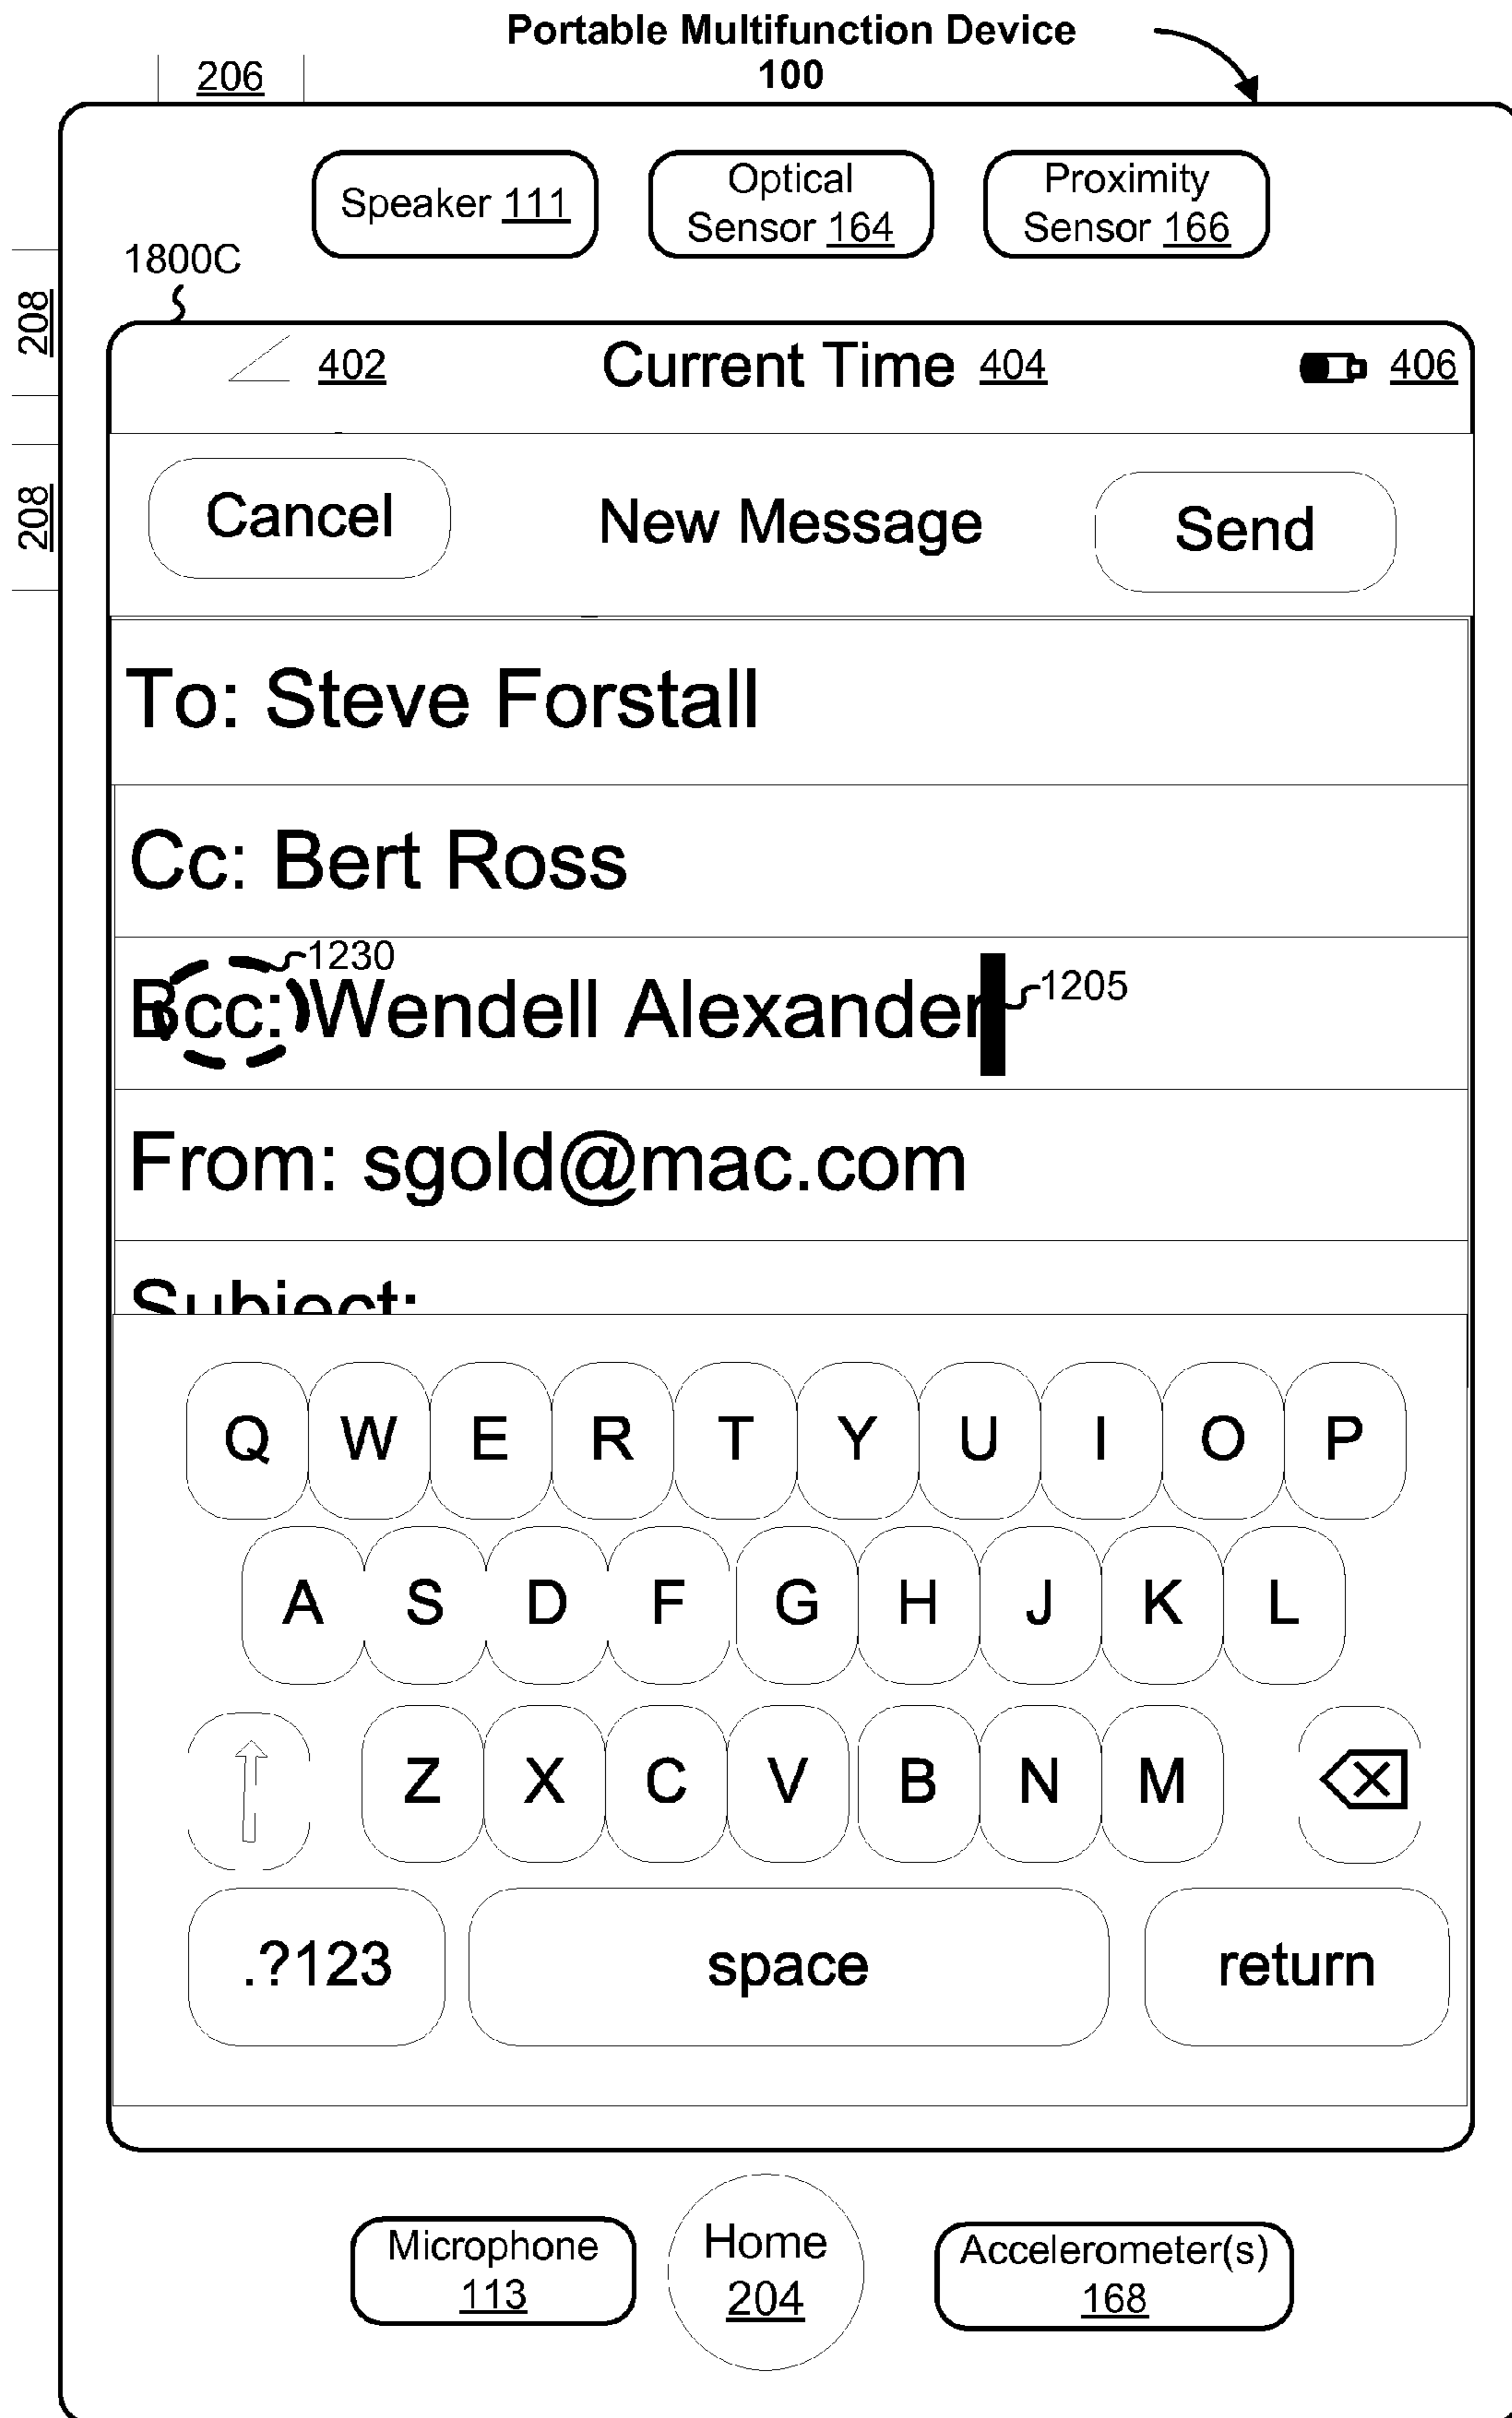 Portable Multifunction Device
100
206
Speaker 111
Optical
Sensor 164
Proximity
Sensor 166
1800C
208
402
Current Time 404
406
208
Cancel
New Message
Send
To: Steve Forstall
Cc: Bert Ross
1230
Bcc: Wendell Alexander
1205
From: sgold@mac.com
Subject:
Q W E R T Y U I O P
A S D F G H J K L
Z X C V B N M
.?123 space return
Microphone
113
Home
204
Accelerometer(s)
168